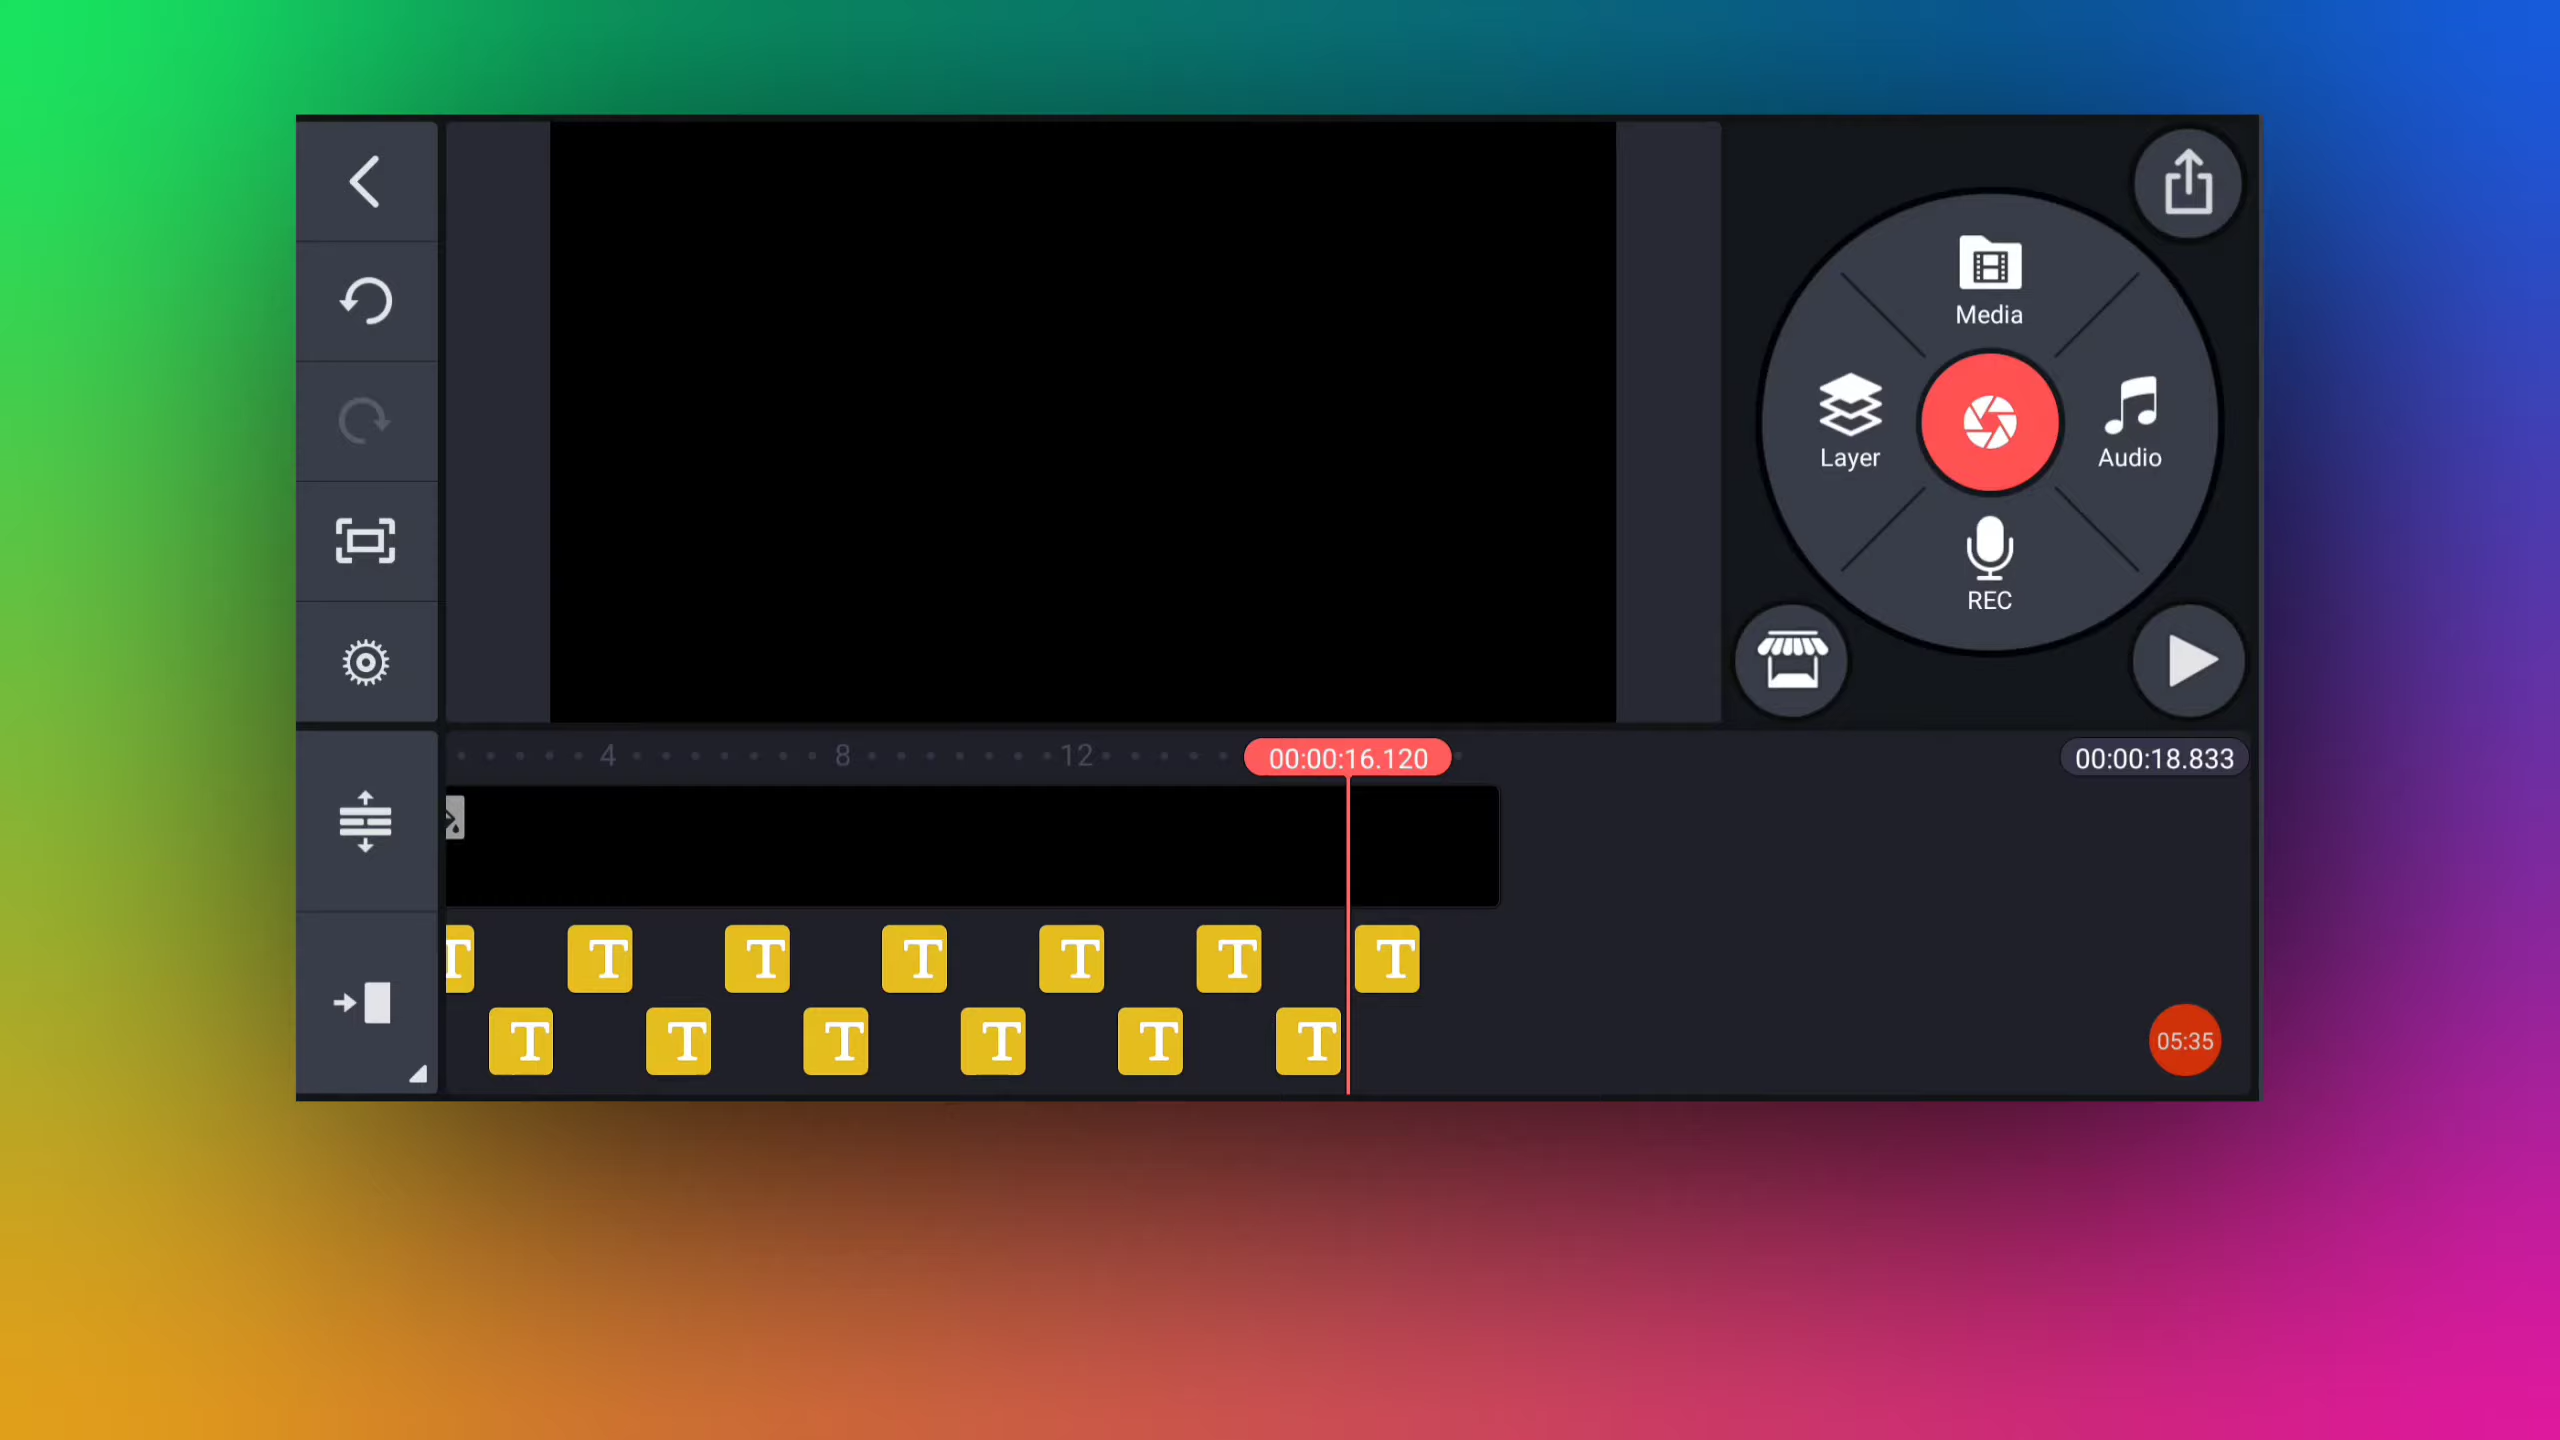 Media
Layer
Audio
REC
4
8
12
00:00:16.120
00:00:18.833
T T T T T T T
T T T T T T
05:35